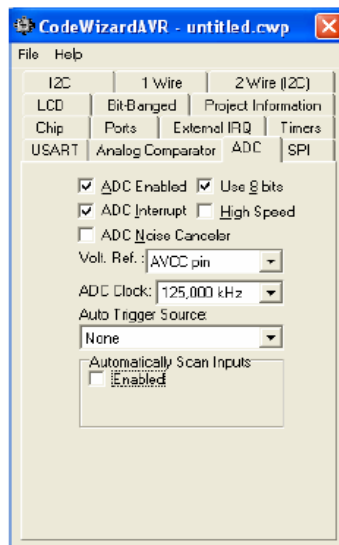 CodeWizardAVR - untitled.cwp
File Help
I2C 1 Wire 2 Wire (I2C)
LCD Bit-Banged Project Information
Chip Ports External IRQ Timers
USART Analog Comparator ADC SPI
ADC Enabled Use 8 bits
ADC Interrupt High Speed
ADC Noise Canceler
Volt. Ref.: AVCC pin
ADC Clock: 125,000 kHz
Auto Trigger Source:
None
Automatically Scan Inputs
Enabled